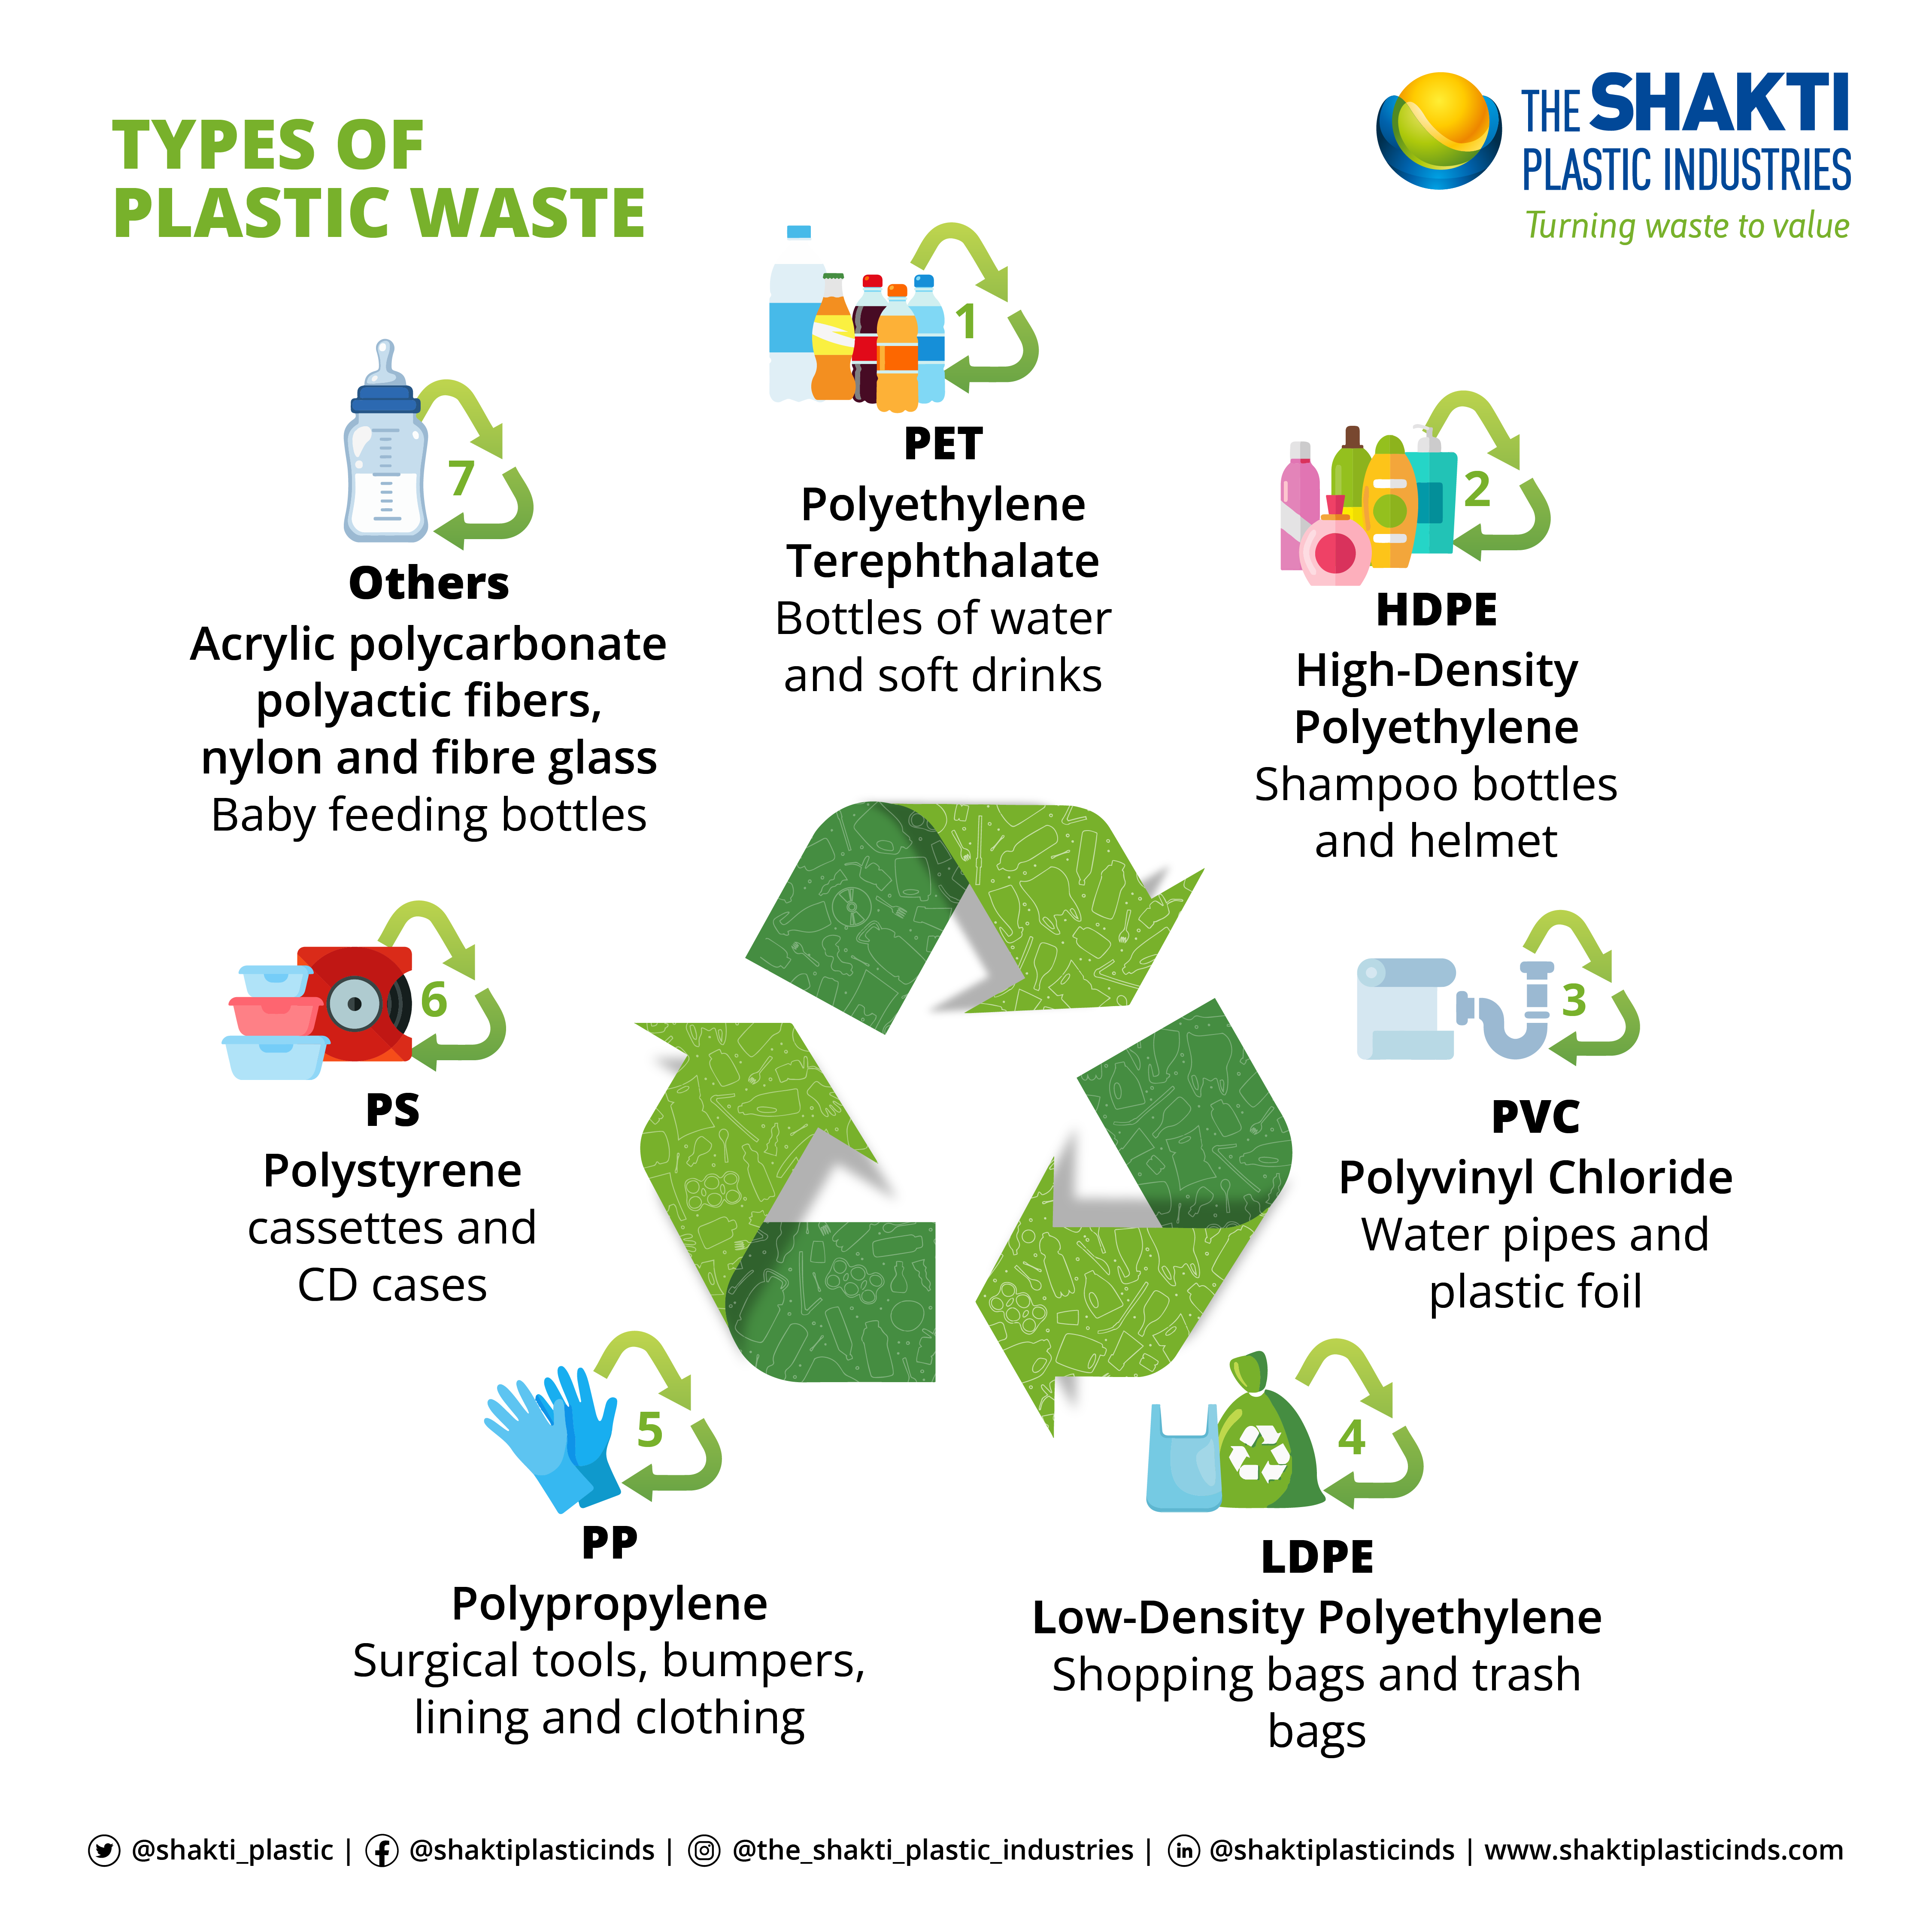 TYPES OF
PLASTIC WASTE
THE SHAKTI
PLASTIC INDUSTRIES
Turning waste to value
1
PET
Polyethylene
Terephthalate
Bottles of water
and soft drinks
2
HDPE
High-Density
Polyethylene
Shampoo bottles
and helmet
3
PVC
Polyvinyl Chloride
Water pipes and
plastic foil
4
LDPE
Low-Density Polyethylene
Shopping bags and trash
bags
5
PP
Polypropylene
Surgical tools, bumpers,
lining and clothing
6
PS
Polystyrene
cassettes and
CD cases
7
Others
Acrylic polycarbonate
polyactic fibers,
nylon and fibre glass
Baby feeding bottles
@shakti_plastic | @shaktiplasticinds | @the_shakti_plastic_industries | in @shaktiplasticinds | www.shaktiplasticinds.com